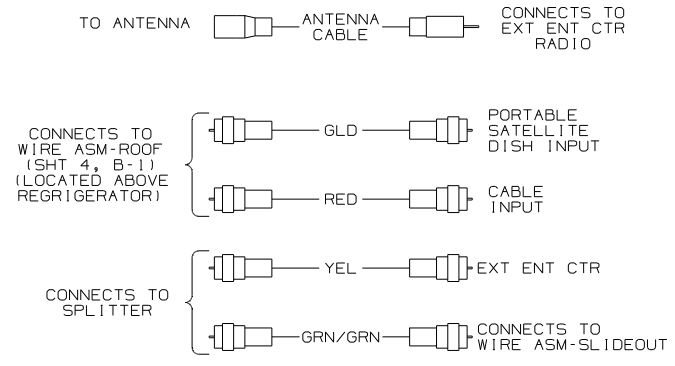 TO ANTENNA
ANTENNA
CABLE
CONNECTS TO
EXT ENT CTR
RADIO
CONNECTS TO
WIRE ASM-ROOF
(SHT 4, B-1)
(LOCATED ABOVE
REGRIGERATOR)
GLD
PORTABLE
SATELLITE
DISH INPUT
RED
CABLE
INPUT
CONNECTS TO
SPLITTER
YEL
EXT ENT CTR
GRN/GRN
CONNECTS TO
WIRE ASM-SLIDEOUT